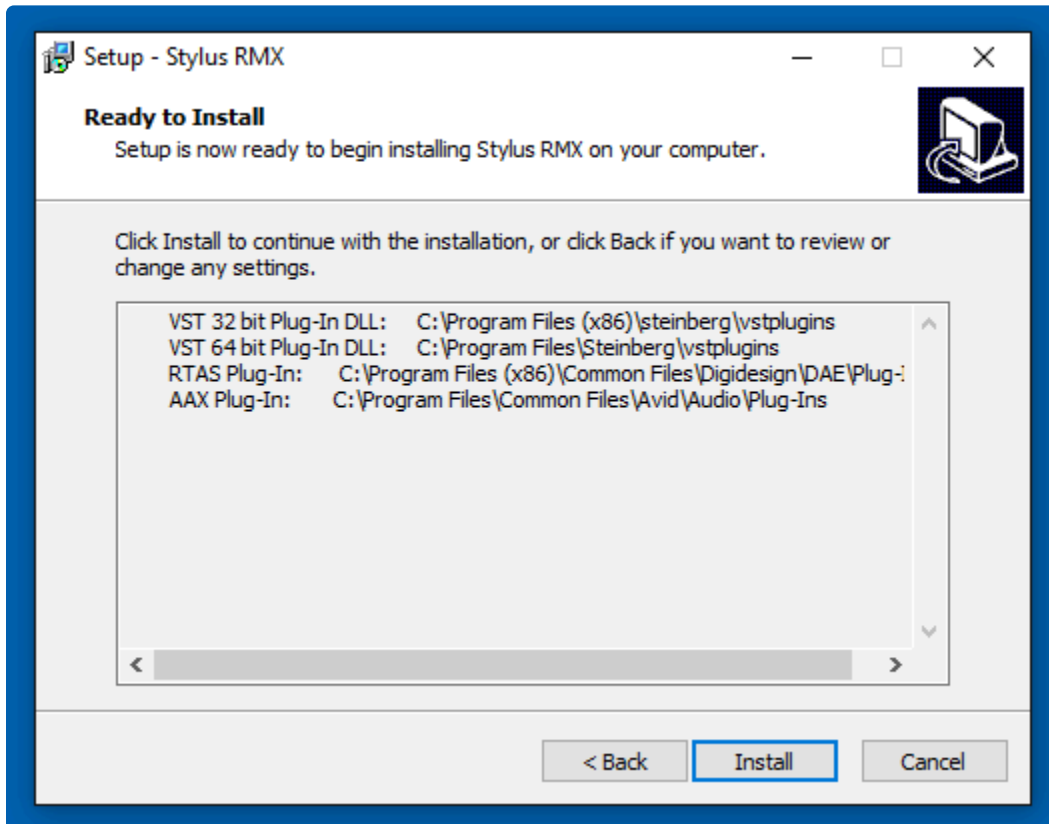 Setup - Stylus RMX
Ready to Install
Setup is now ready to begin installing Stylus RMX on your computer.
Click Install to continue with the installation, or click Back if you want to review or
change any settings.
VST 32 bit Plug-In DLL: C:\Program Files (x86)\steinberg\vstplugins
VST 64 bit Plug-In DLL: C:\Program Files\Steinberg\vstplugins
RTAS Plug-In: C:\Program Files (x86)\Common Files\Digidesign\DAE\Plug-
AAX Plug-In: C:\Program Files\Common Files\Avid\Audio\Plug-Ins
< Back Install Cancel